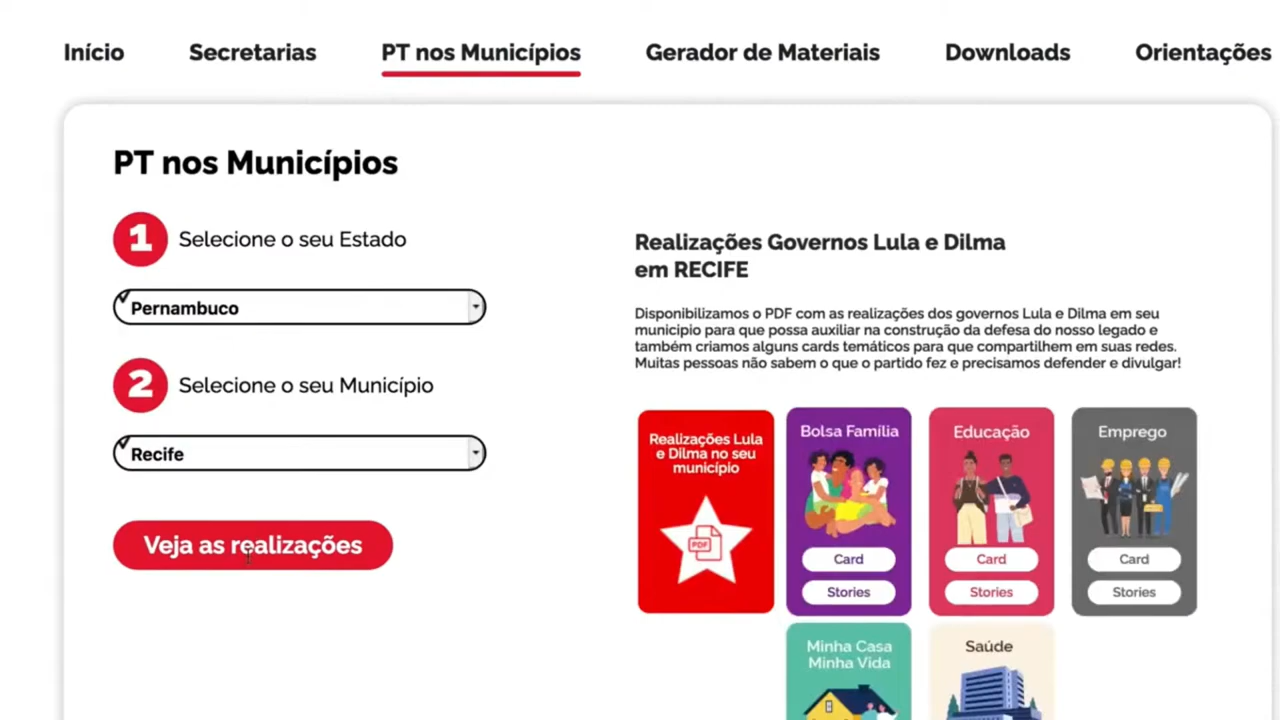 Início
Secretarias
PT nos Municípios
Gerador de Materiais
Downloads
Orientações
PT nos Municípios
1
Selecione o seu Estado
Pernambuco
2
Selecione o seu Município
Recife
Veja as realizações
Realizações Governos Lula e Dilma
em RECIFE
Disponibilizamos o PDF com as realizações dos governos Lula e Dilma em seu
municipio para que possa auxiliar na construção da defesa do nosso legado e
também criamos alguns cards temáticos para que compartilhem em suas redes.
Muitas pessoas não sabem o que o partido fez e precisamos defender e divulgar!
Realizações Lula
e Dilma no seu
município
PDF
Bolsa Família
Card
Stories
Educação
Card
Stories
Emprego
Card
Stories
Minha Casa
Minha Vida
Saúde